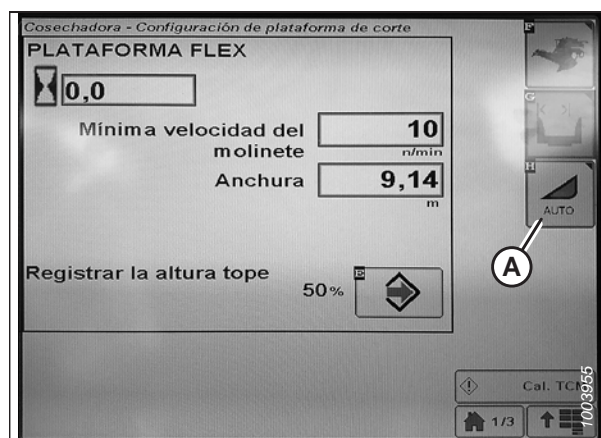 Cosechadora - Configuración de plataforma de corte
PLATAFORMA FLEX
0,0
Mínima velocidad del
molinete
10
n/min
Anchura
9,14
m
Registrar la altura tope
50%
E
F
G
H
AUTO
A
Cal. TCM
1/3
1003955